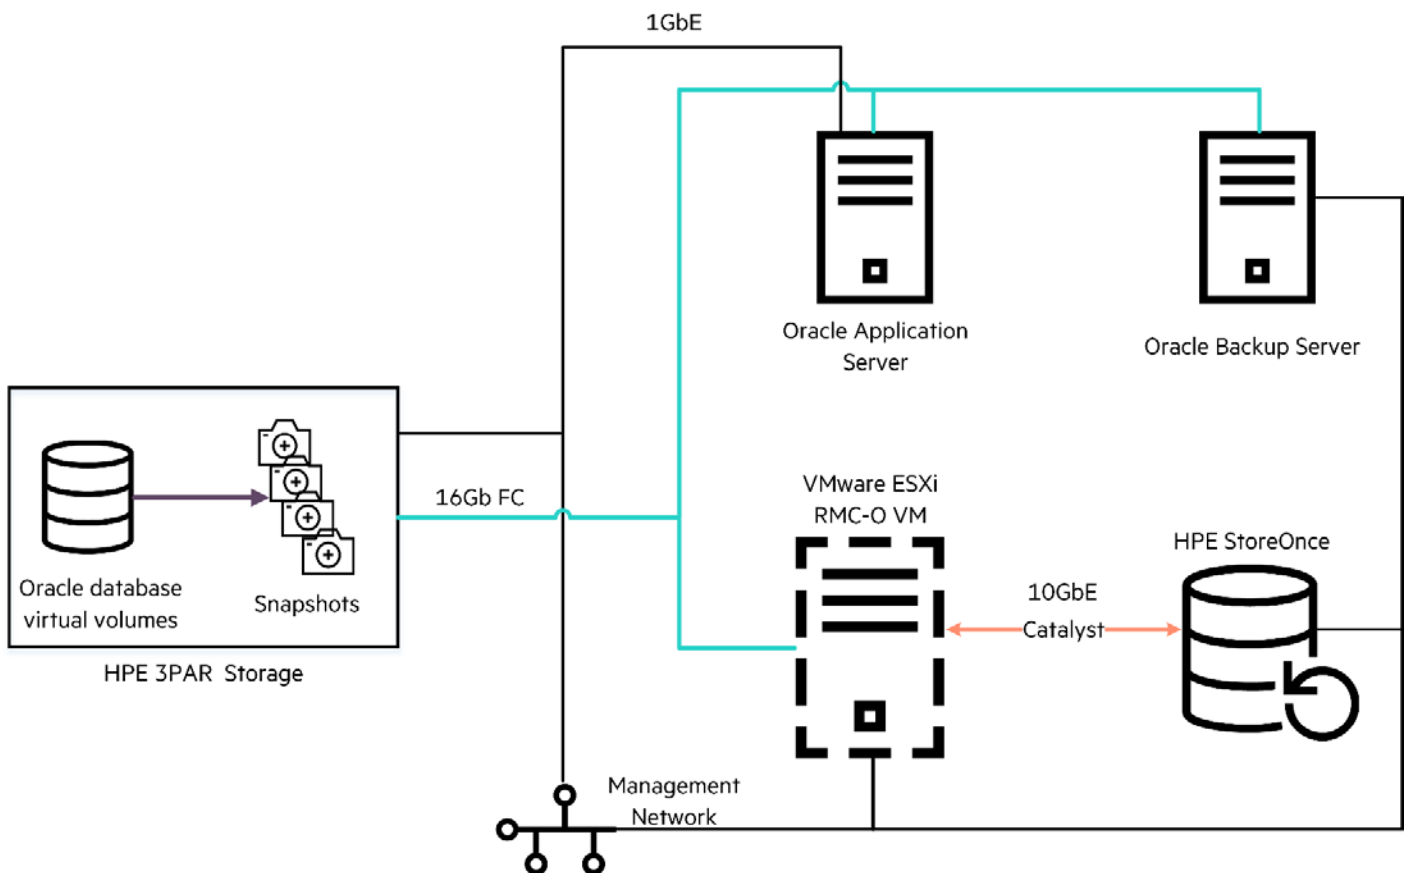 1GbE
Oracle Application
Server
Oracle Backup Server
16Gb FC
VMware ESXi
RMC-O VM
HPE StoreOnce
10GbE
Catalyst
Oracle database
virtual volumes
Snapshots
HPE 3PAR Storage
Management
Network